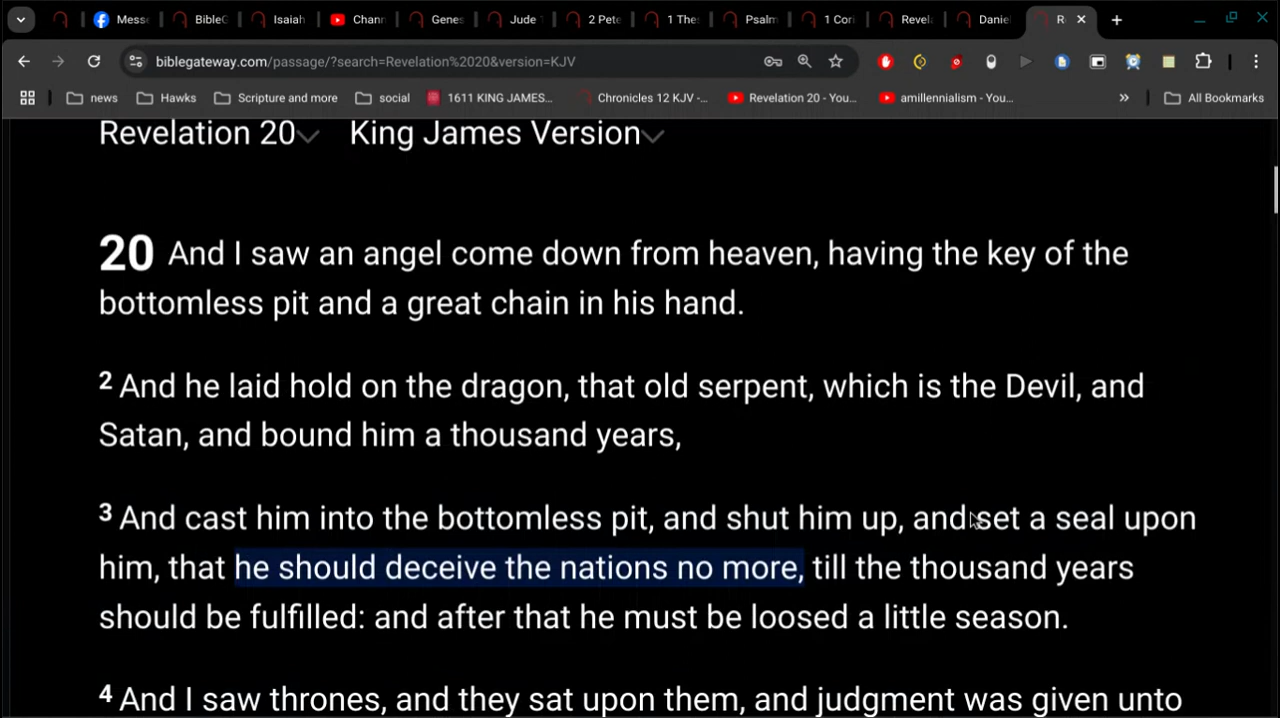 Mess
BibleG
Isaiah
Chann
Genes
Jude
2 Pete
1 The
Psalm
1 Cori
Revel
Daniel
R
biblegateway.com/passage/?search=Revelation%2020&version=KJV
news
Hawks
Scripture and more
social
1611 KING JAMES...
Chronicles 12 KJV -...
Revelation 20 - You...
amillennialism - You...
»
All Bookmarks
Revelation 20 King James Version
20 And I saw an angel come down from heaven, having the key of the
bottomless pit and a great chain in his hand.
2 And he laid hold on the dragon, that old serpent, which is the Devil, and
Satan, and bound him a thousand years,
3 And cast him into the bottomless pit, and shut him up, and set a seal upon
him, that he should deceive the nations no more, till the thousand years
should be fulfilled: and after that he must be loosed a little season.
4 And I saw thrones, and they sat upon them, and judgment was given unto